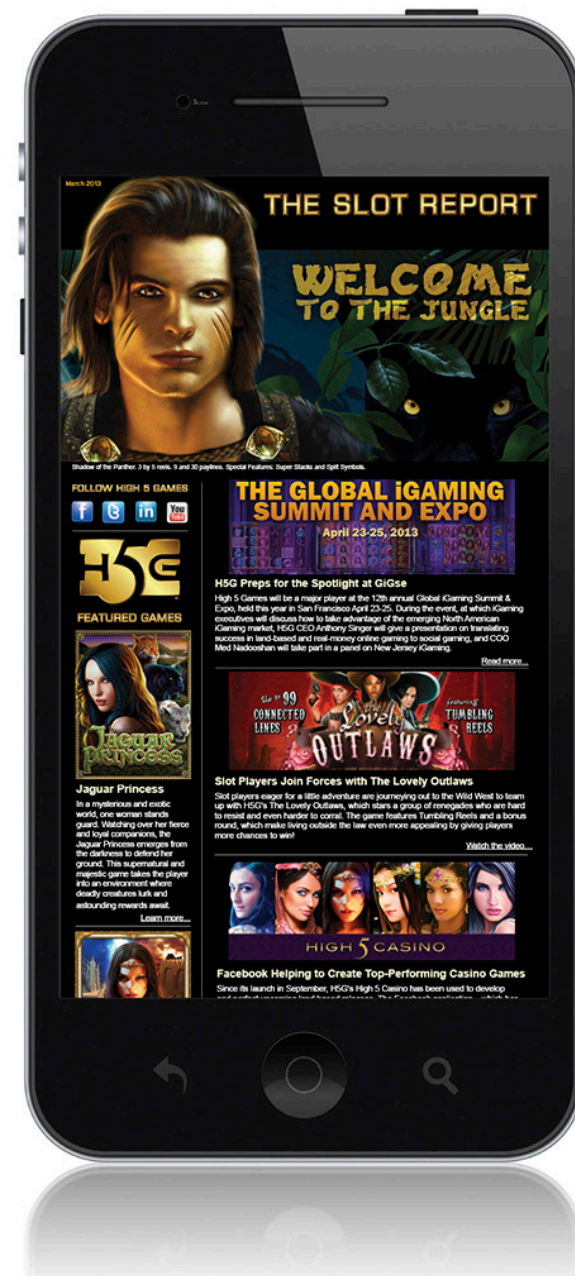 March 2013
THE SLOT REPORT
WELCOME
TO THE JUNGLE
Shadow of the Panther. 3 by 5 reels. 9 and 30 paylines. Special Features: Super Stacks and Split Symbols.
FOLLOW HIGH 5 GAMES
You
Tube
H5G
FEATURED GAMES
JAGUAR
PRINCESS
Jaguar Princess
In a mysterious and exotic
world, one woman stands
guard. Watching over her fierce
and loyal companions, the
Jaguar Princess emerges from
the darkness to defend her
ground. This supernatural and
majestic game takes the player
into an environment where
deadly creatures lurk and
astounding rewards await.
Learn more...
THE GLOBAL iGAMING
SUMMIT AND EXPO
April 23-25, 2013
H5G Preps for the Spotlight at GiGse
High 5 Games will be a major player at the 12th annual Global iGaming Summit &
Expo, held this year in San Francisco April 23-25. During the event, at which iGaming
executives will discuss how to take advantage of the emerging North American
iGaming market, H5G CEO Anthony Singer will give a presentation on translating
success in land-based and real-money online gaming to social gaming, and COO
Med Nadooshan will take part in a panel on New Jersey iGaming.
Read more...
Up to 99
CONNECTED
LINES
The Lovely
OUTLAWS
featuring
TUMBLING
REELS
Slot Players Join Forces with The Lovely Outlaws
Slot players eager for a little adventure are journeying out to the Wild West to team
up with H5G's The Lovely Outlaws, which stars a group of renegades who are hard
to resist and even harder to corral. The game features Tumbling Reels and a bonus
round, which make living outside the law even more appealing by giving players
more chances to win!
Watch the video...
HIGH 5 CASINO
Facebook Helping to Create Top-Performing Casino Games
Since its launch in September, H5G's High 5 Casino has been used to develop